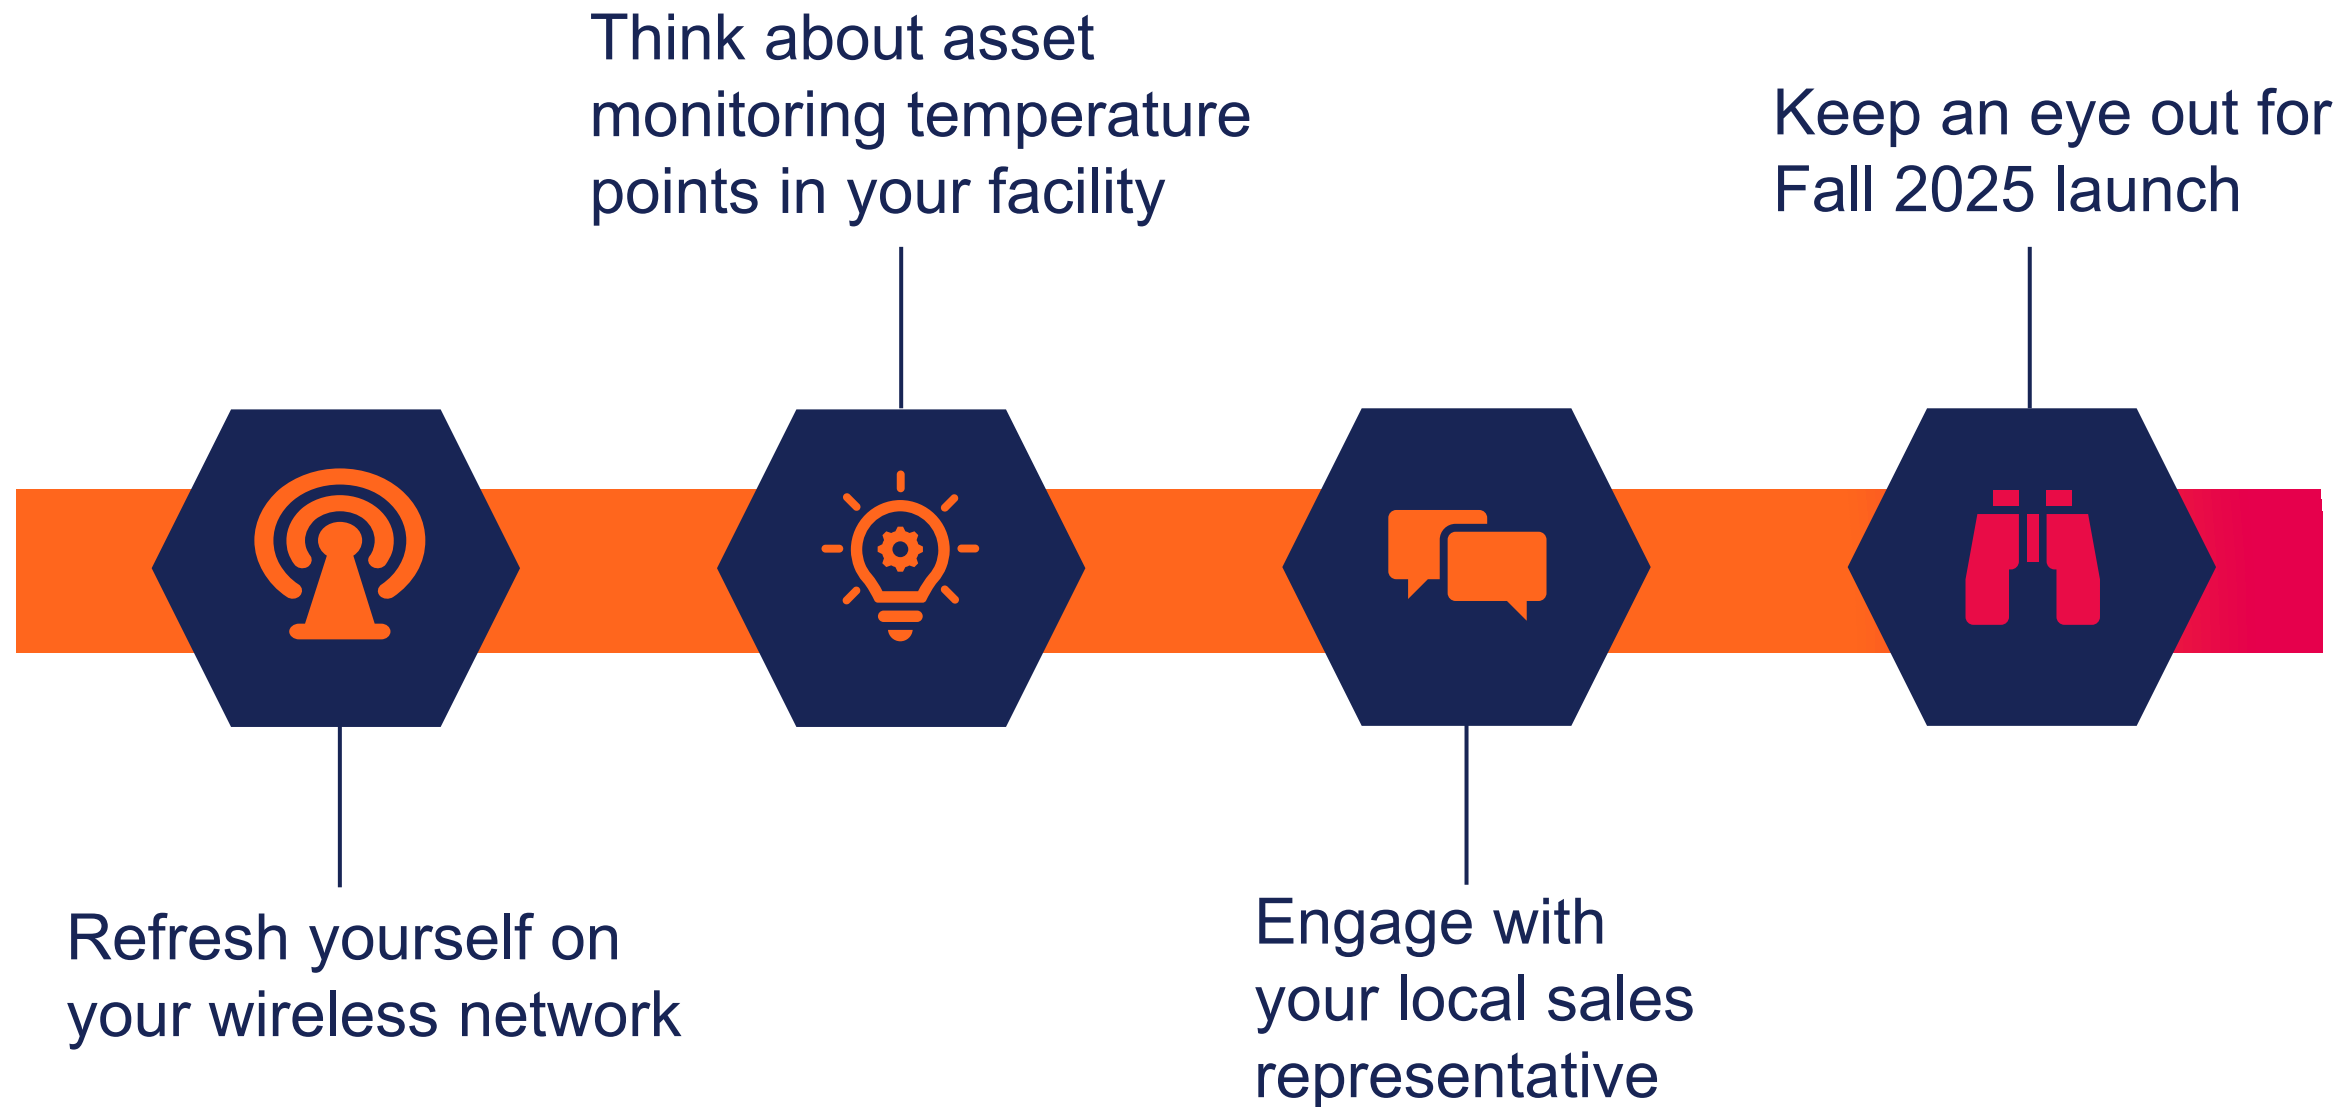 Think about asset
monitoring temperature
points in your facility
Keep an eye out for
Fall 2025 launch
Refresh yourself on
your wireless network
Engage with
your local sales
representative